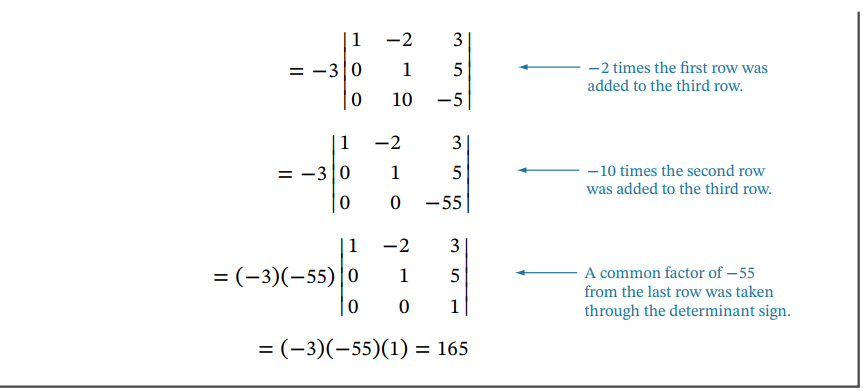 1 −2 3
= −3 0 1 5
0 10 −5
−2 times the first row was
added to the third row.
1 −2 3
= −3 0 1 5
0 0 −55
−10 times the second row
was added to the third row.
1 −2 3
= (−3)(−55) 0 1 5
0 0 1
A common factor of −55
from the last row was taken
through the determinant sign.
= (−3)(−55)(1) = 165